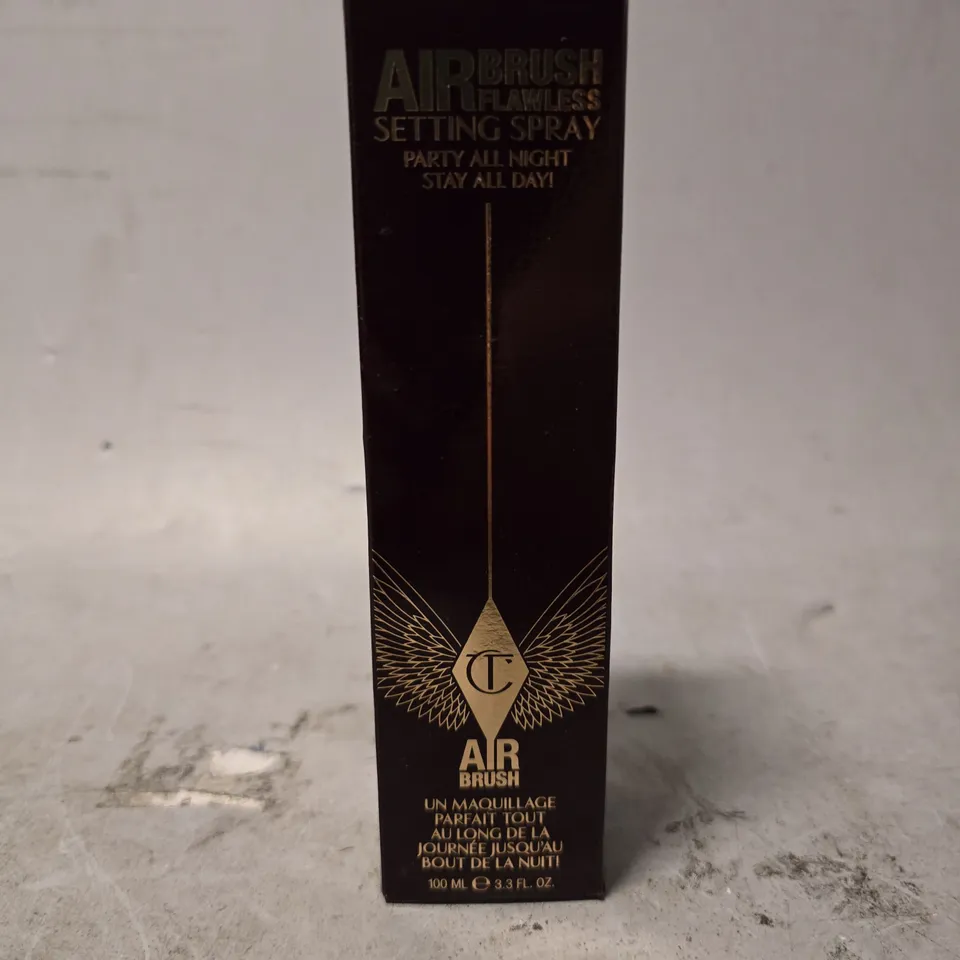 AIRBRUSH
FLAWLESS
SETTING SPRAY
PARTY ALL NIGHT
STAY ALL DAY!
CT
AIR
BRUSH
UN MAQUILLAGE
PARFAIT TOUT
AU LONG DE LA
JOURNÉE JUSQU'AU
BOUT DE LA NUIT!
100 ML ℮ 3.3 FL. OZ.